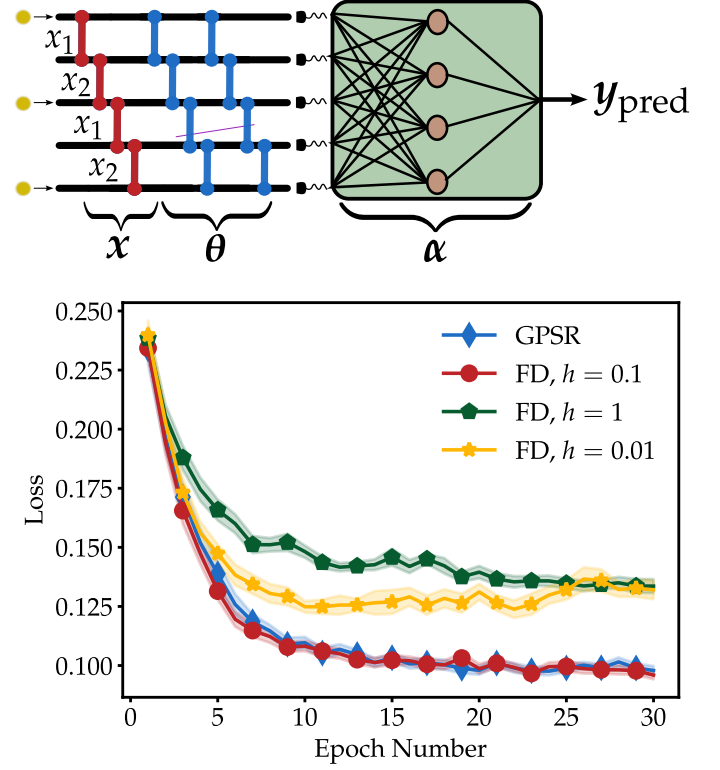 x₁
x₂
x₁
x₂
x
θ
α
y_pred
0.250
0.225
0.200
0.175
0.150
0.125
0.100
Loss
GPSR
FD, h = 0.1
FD, h = 1
FD, h = 0.01
0 5 10 15 20 25 30
Epoch Number